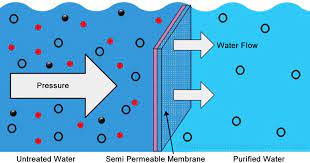 Water Flow
Pressure
Untreated Water
Semi Permeable Membrane
Purified Water